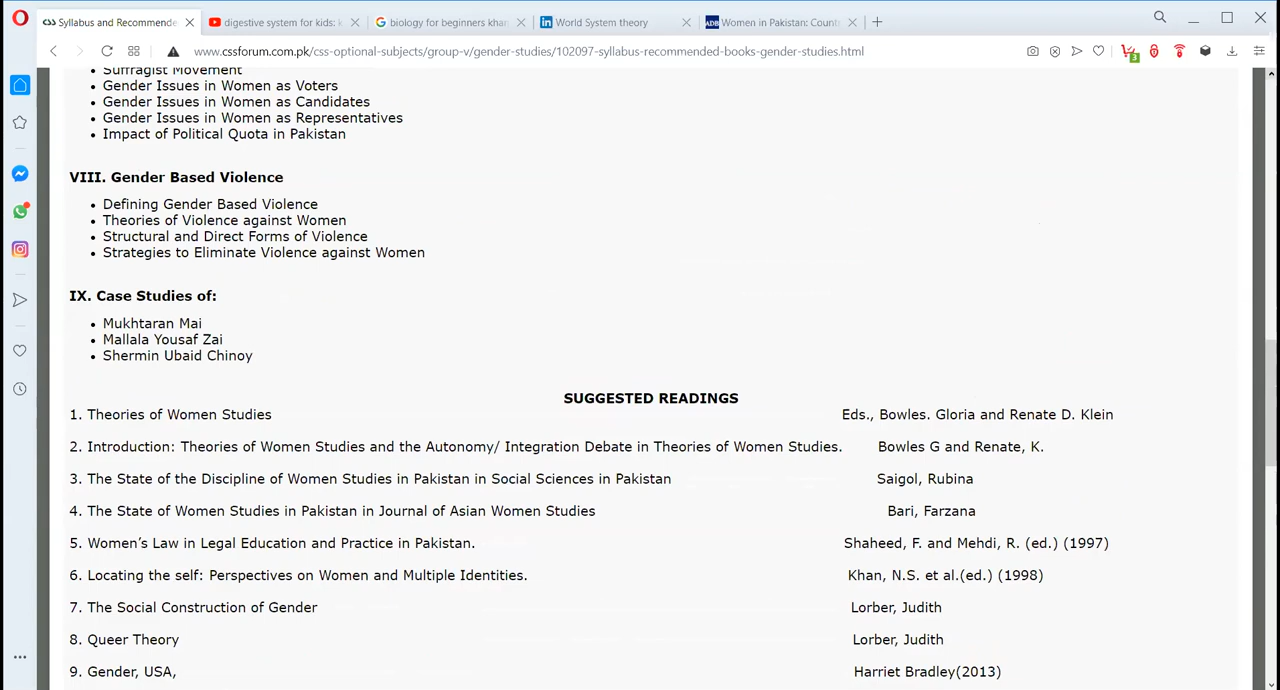 Syllabus and Recommende
digestive system for kids: k
biology for beginners khan
World System theory
Women in Pakistan: Count
www.cssforum.com.pk/css-optional-subjects/group-v/gender-studies/102097-syllabus-recommended-books-gender-studies.html
3
• Suffragist Movement
• Gender Issues in Women as Voters
• Gender Issues in Women as Candidates
• Gender Issues in Women as Representatives
• Impact of Political Quota in Pakistan
VIII. Gender Based Violence
• Defining Gender Based Violence
• Theories of Violence against Women
• Structural and Direct Forms of Violence
• Strategies to Eliminate Violence against Women
IX. Case Studies of:
• Mukhtaran Mai
• Mallala Yousaf Zai
• Shermin Ubaid Chinoy
SUGGESTED READINGS
1. Theories of Women Studies Eds., Bowles. Gloria and Renate D. Klein
2. Introduction: Theories of Women Studies and the Autonomy/ Integration Debate in Theories of Women Studies. Bowles G and Renate, K.
3. The State of the Discipline of Women Studies in Pakistan in Social Sciences in Pakistan Saigol, Rubina
4. The State of Women Studies in Pakistan in Journal of Asian Women Studies Bari, Farzana
5. Women's Law in Legal Education and Practice in Pakistan. Shaheed, F. and Mehdi, R. (ed.) (1997)
6. Locating the self: Perspectives on Women and Multiple Identities. Khan, N.S. et al.(ed.) (1998)
7. The Social Construction of Gender Lorber, Judith
8. Queer Theory Lorber, Judith
9. Gender, USA, Harriet Bradley(2013)